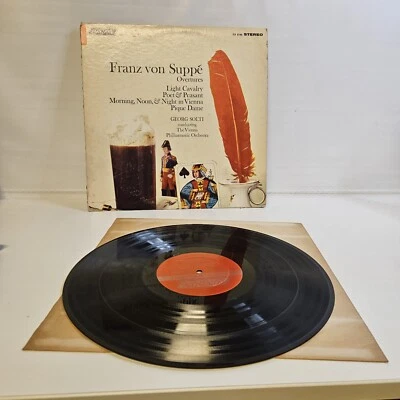 STEREO
Franz von Suppé
Overtures
Light Cavalry
Poet & Peasant
Morning, Noon, & Night in Vienna
Pique Dame
GEORG SOLTI
conducting
The Vienna
Philharmonic Orchestra